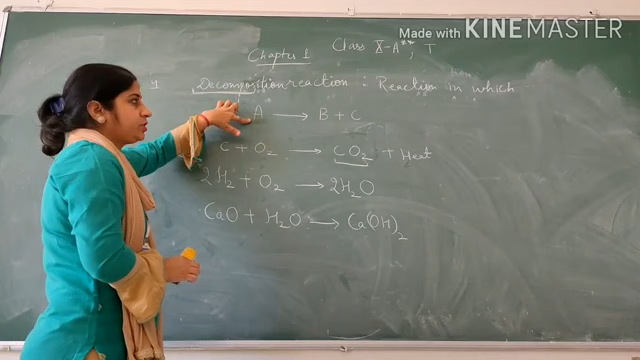 Made with KINEMASTER
Chapter 1 Class X-A, T
Decomposition reaction : Reaction in which
A → B + C
C + O2 → CO2 + Heat
2H2 + O2 → 2H2O
CaO + H2O → Ca(OH)2